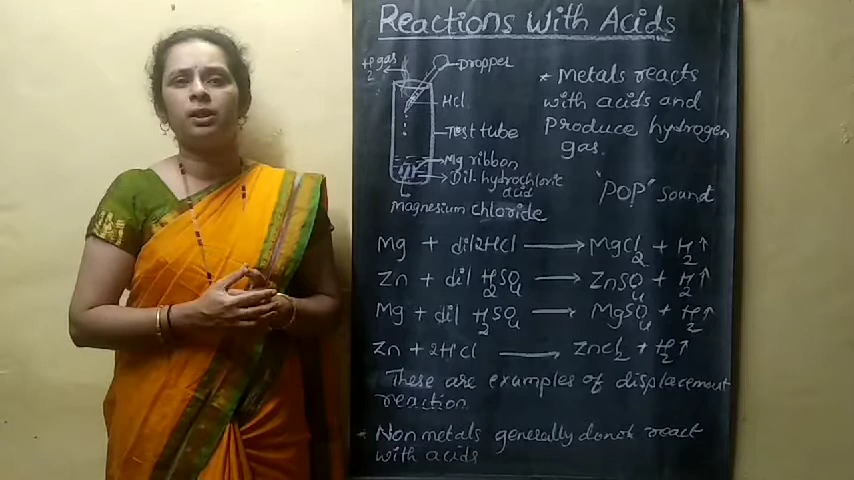 Reactions with Acids
H2 gas
Dropper
Hcl
Test tube
Mg ribbon
Dil. hydrochloric
acid
magnesium chloride
* Metals reacts
with acids and
Produce hydrogen
gas.
"POP" sound
Mg + dil 2Hcl → MgCl2 + H2↑
Zn + dil H2SO4 → ZnSO4 + H2↑
Mg + dil H2SO4 → MgSO4 + H2↑
Zn + 2Hcl → Zncl2 + H2↑
These are examples of displacement
reaction
* Non metals generally donot react
with acids